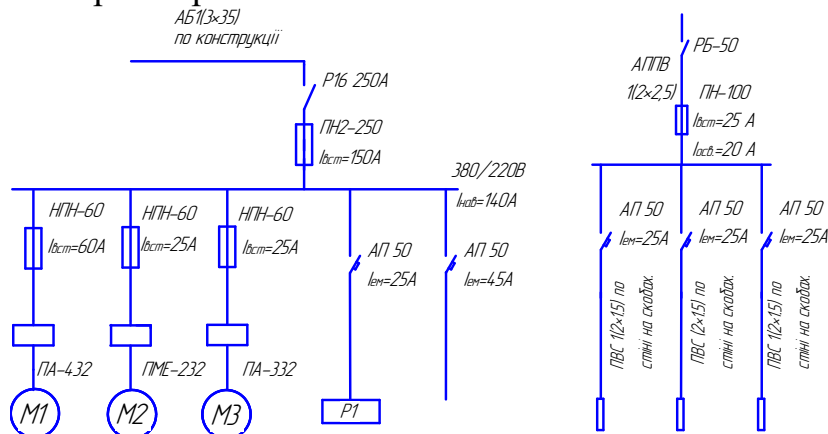 АБ1(3×35)
по конструкції
Р16 250А
ПН2-250
Iвст=150А
380/220В
Iнав=140А
НПН-60
Iвст=60А
НПН-60
Iвст=25А
НПН-60
Iвст=25А
АП 50
Iем=25А
АП 50
Iем=45А
ПА-432
ПМЕ-232
ПА-332
М1
М2
М3
Р1
РБ-50
АППВ
1(2×2,5)
ПН-100
Iвст=25 А
Iосв.=20 А
АП 50
Iем=25А
АП 50
Iем=25А
АП 50
Iем=25А
ПВС 1(2×1,5) по
стіні на скобах.
ПВС 1(2×1,5) по
стіні на скобах.
ПВС 1(2×1,5) по
стіні на скобах.